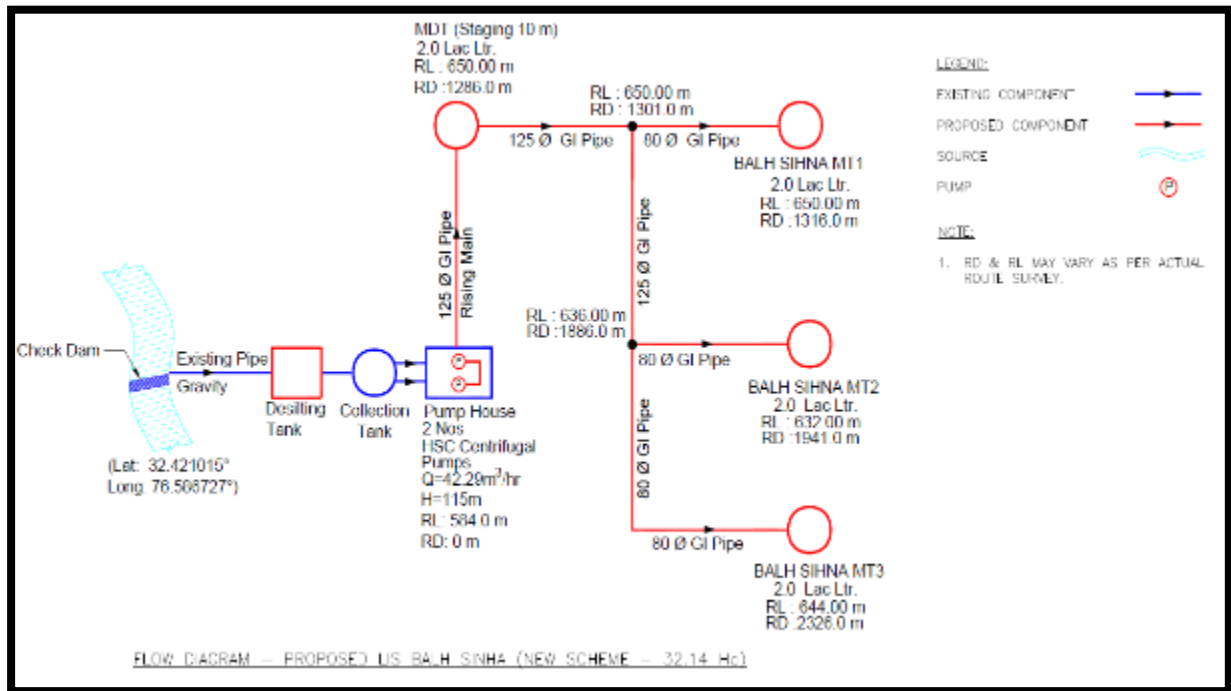 MDT (Staging 10 m)
2.0 Lac Ltr.
RL : 650.00 m
RD :1286.0 m
RL : 650.00 m
RD : 1301.0 m
125 Ø GI Pipe
80 Ø GI Pipe
BALH SIHNA MT1
2.0 Lac Ltr.
RL : 650.00 m
RD :1316.0 m
LEGEND:
EXISTING COMPONENT
PROPOSED COMPONENT
SOURCE
PUMP
P
NOTE:
1. RD & RL MAY VARY AS PER ACTUAL
ROUTE SURVEY.
125 Ø GI Pipe
Rising Main
125 Ø GI Pipe
RL : 636.00 m
RD :1886.0 m
80 Ø GI Pipe
BALH SIHNA MT2
2.0 Lac Ltr.
RL : 632.00 m
RD :1941.0 m
Check Dam
Existing Pipe
Gravity
Desilting
Tank
Collection
Tank
P
P
Pump House
2 Nos
HSC Centrifugal
Pumps
Q=42.29m³/hr
H=115m
RL: 584.0 m
RD: 0 m
(Lat: 32.421015°
Long. 76.586727°)
80 Ø GI Pipe
80 Ø GI Pipe
BALH SIHNA MT3
2.0 Lac Ltr.
RL : 644.00 m
RD :2326.0 m
FLOW DIAGRAM – PROPOSED LIS BALH SINHA (NEW SCHEME – 32.14 Hc)